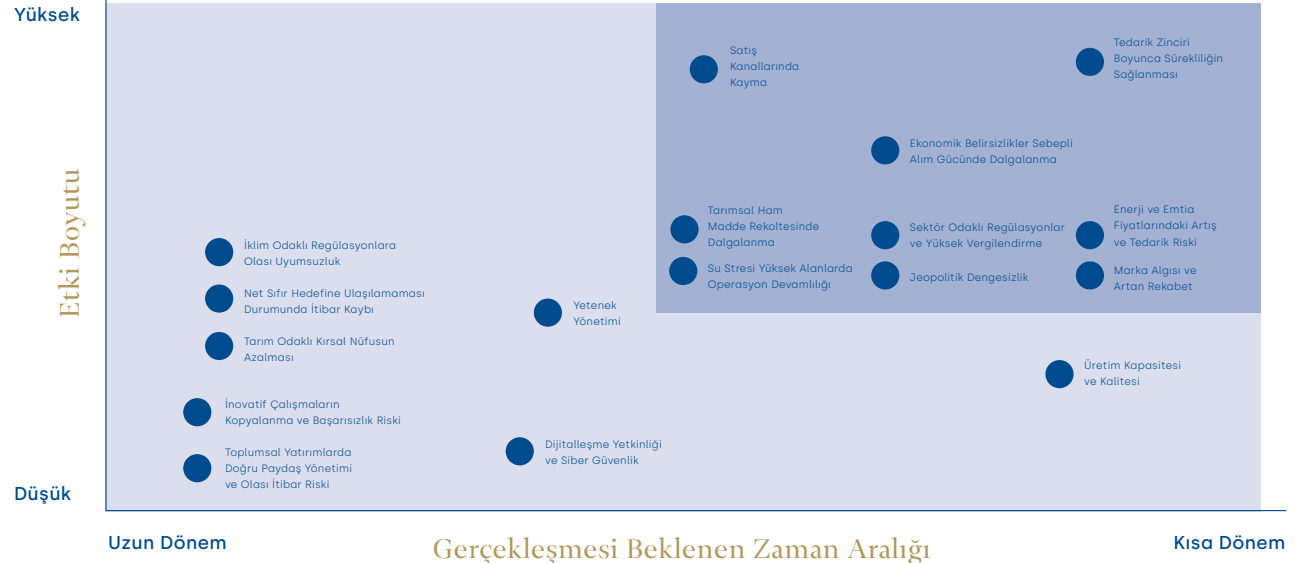 Yüksek
Etki Boyutu
Düşük
Satış
Kanallarında
Kayma
Tedarik Zinciri
Boyunca Sürekliliğin
Sağlanması
Ekonomik Belirsizlikler Sebepli
Alım Gücünde Dalgalanma
Tarımsal Ham
Madde Rekoltesinde
Dalgalanma
Sektör Odaklı Regülasyonlar
ve Yüksek Vergilendirme
Enerji ve Emtia
Fiyatlarındaki Artış
ve Tedarik Riski
Su Stresi Yüksek Alanlarda
Operasyon Devamlılığı
Jeopolitik Dengesizlik
Marka Algısı ve
Artan Rekabet
İklim Odaklı Regülasyonlara
Olası Uyumsuzluk
Net Sıfır Hedefine Ulaşılamaması
Durumunda İtibar Kaybı
Tarım Odaklı Kırsal Nüfusun
Azalması
Yetenek
Yönetimi
Üretim Kapasitesi
ve Kalitesi
İnovatif Çalışmaların
Kopyalanma ve Başarısızlık Riski
Toplumsal Yatırımlarda
Doğru Paydaş Yönetimi
ve Olası İtibar Riski
Dijitalleşme Yetkinliği
ve Siber Güvenlik
Uzun Dönem
Gerçekleşmesi Beklenen Zaman Aralığı
Kısa Dönem